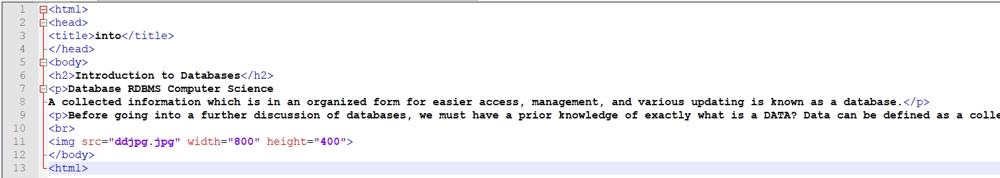 1 <html>
2 <head>
3 <title>into</title>
4 </head>
5 <body>
6 <h2>Introduction to Databases</h2>
7 <p>Database RDBMS Computer Science
8 A collected information which is in an organized form for easier access, management, and various updating is known as a database.</p>
9 <p>Before going into a further discussion of databases, we must have a prior knowledge of exactly what is a DATA? Data can be defined as a colle
10 <br>
11 <img src="ddjpg.jpg" width="800" height="400">
12 </body>
13 <html>